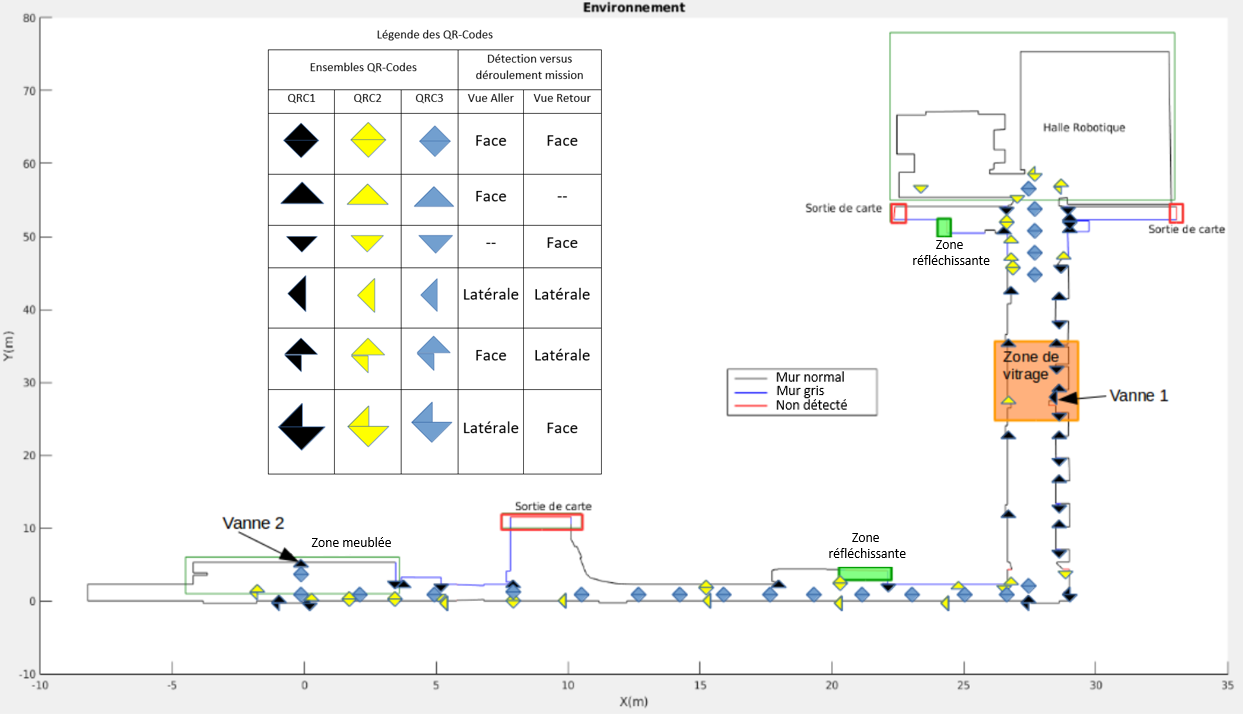 Environnement
80
70
60
50
40
30
20
10
0
-10
Y(m)
Légende des QR-Codes
Ensembles QR-Codes
Détection versus
déroulement mission
QRC1 QRC2 QRC3 Vue Aller Vue Retour
Face Face
Face --
-- Face
Latérale Latérale
Face Latérale
Latérale Face
Halle Robotique
Sortie de carte
Sortie de carte
Zone
réfléchissante
Zone de
vitrage
Vanne 1
Mur normal
Mur gris
Non détecté
Sortie de carte
Vanne 2
Zone meublée
Zone
réfléchissante
-10 -5 0 5 10 15 20 25 30 35
X(m)